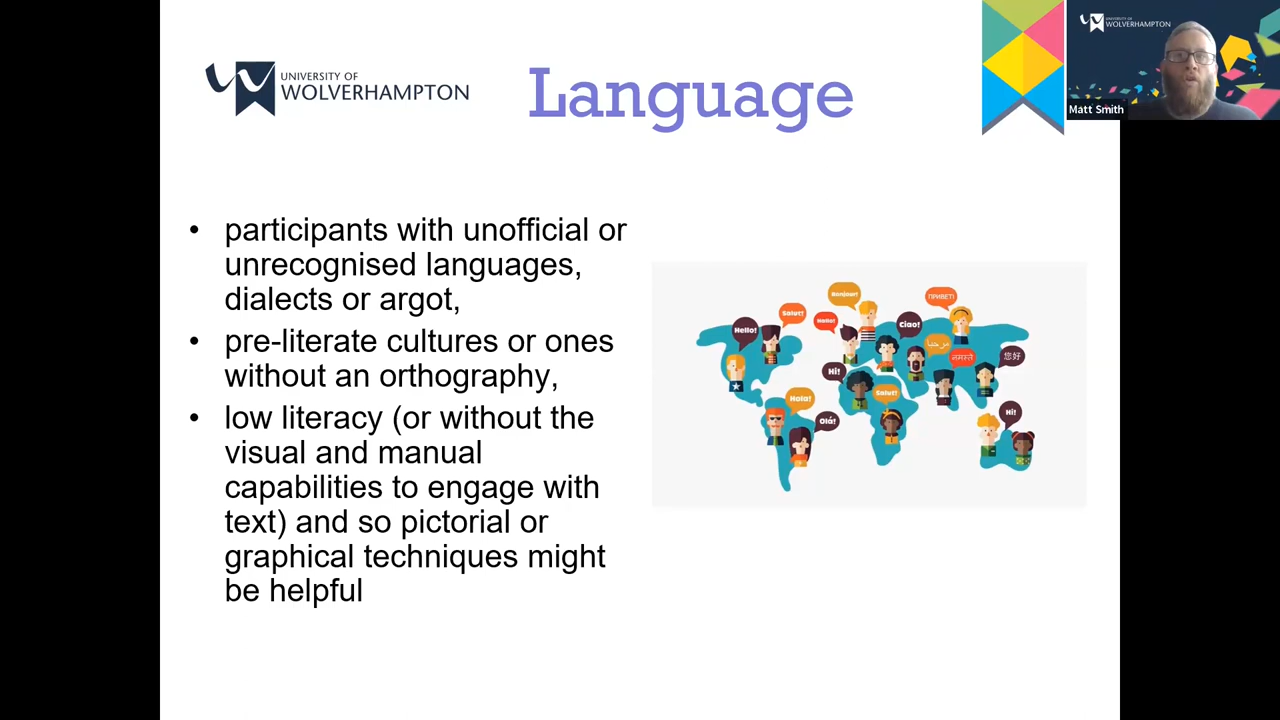 UNIVERSITY OF
WOLVERHAMPTON
Language
UNIVERSITY OF
WOLVERHAMPTON
Matt Smith
• participants with unofficial or
unrecognised languages,
dialects or argot,
• pre-literate cultures or ones
without an orthography,
• low literacy (or without the
visual and manual
capabilities to engage with
text) and so pictorial or
graphical techniques might
be helpful
Bonjour!
ПРИВЕТ!
Salut!
Hello!
Hello!
Ciao!
مرحبا
नमस्ते
您好
Hi!
Hola!
Salut!
Olá!
Hi!